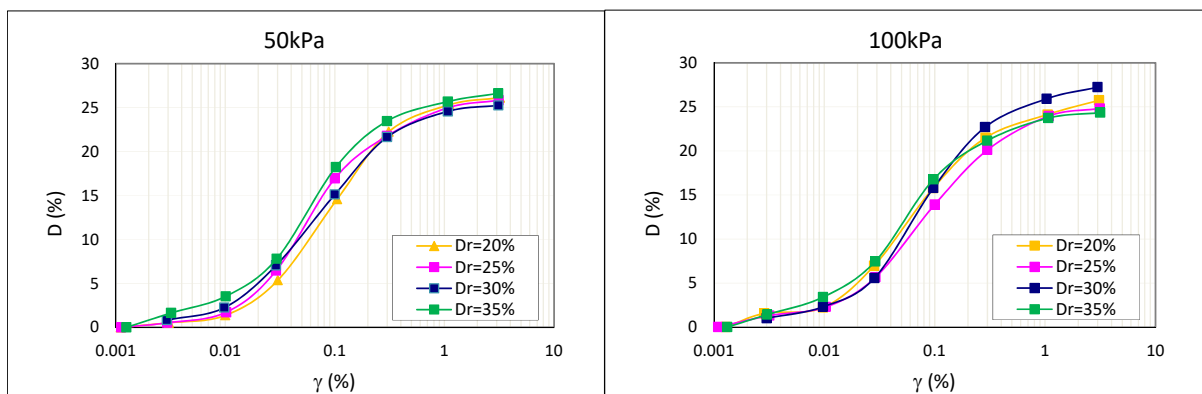 50kPa
30
25
20
15
10
5
0
D (%)
0.001 0.01 0.1 1 10
γ (%)
Dr=20%
Dr=25%
Dr=30%
Dr=35%
100kPa
30
25
20
15
10
5
0
D (%)
0.001 0.01 0.1 1 10
γ (%)
Dr=20%
Dr=25%
Dr=30%
Dr=35%